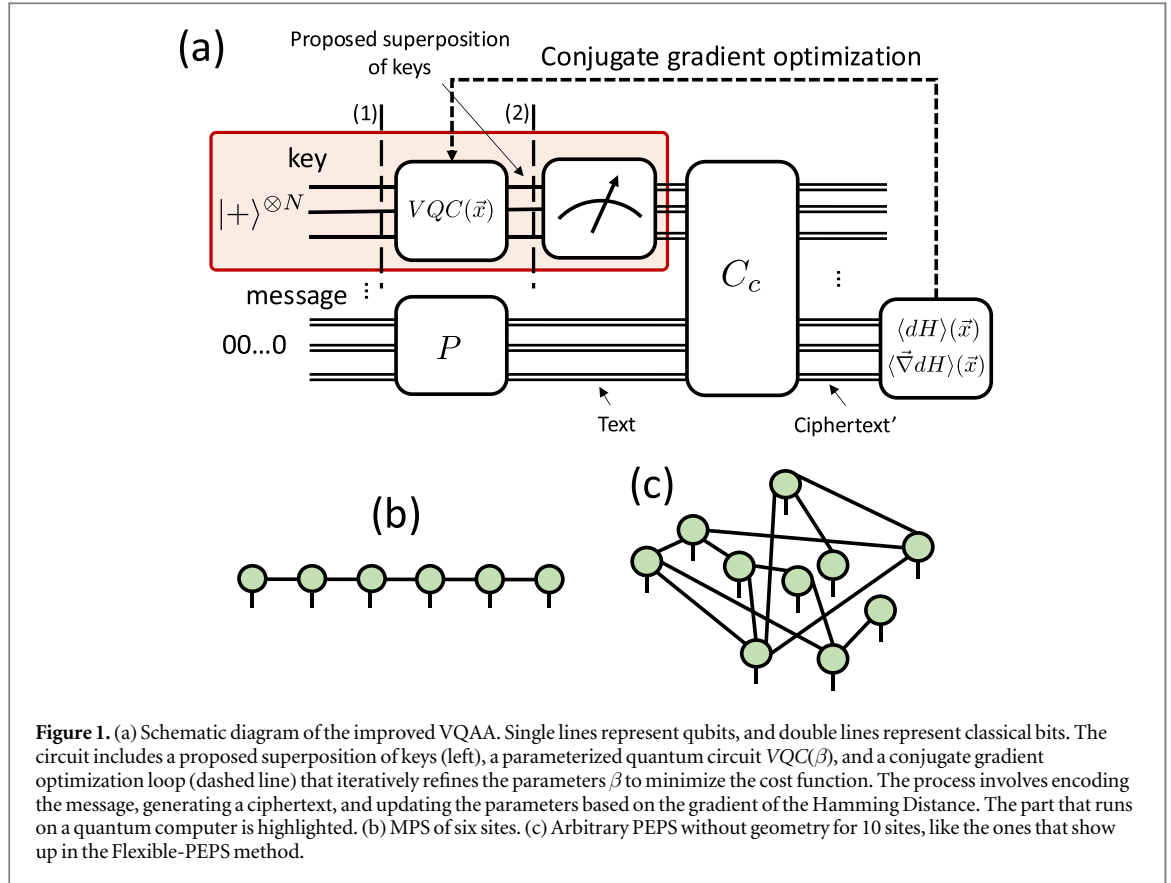 (a)
Proposed superposition
of keys
Conjugate gradient optimization
(1)
(2)
key
|+⟩^{⊗N}
VQC(\vec{x})
C_c
message
⋮
⋮
00...0
P
⟨dH⟩(\vec{x})
⟨\vec{∇}dH⟩(\vec{x})
Text
Ciphertext’
(b)
(c)
Figure 1. (a) Schematic diagram of the improved VQAA. Single lines represent qubits, and double lines represent classical bits. The
circuit includes a proposed superposition of keys (left), a parameterized quantum circuit VQC(β), and a conjugate gradient
optimization loop (dashed line) that iteratively refines the parameters β to minimize the cost function. The process involves encoding
the message, generating a ciphertext, and updating the parameters based on the gradient of the Hamming Distance. The part that runs
on a quantum computer is highlighted. (b) MPS of six sites. (c) Arbitrary PEPS without geometry for 10 sites, like the ones that show
up in the Flexible-PEPS method.